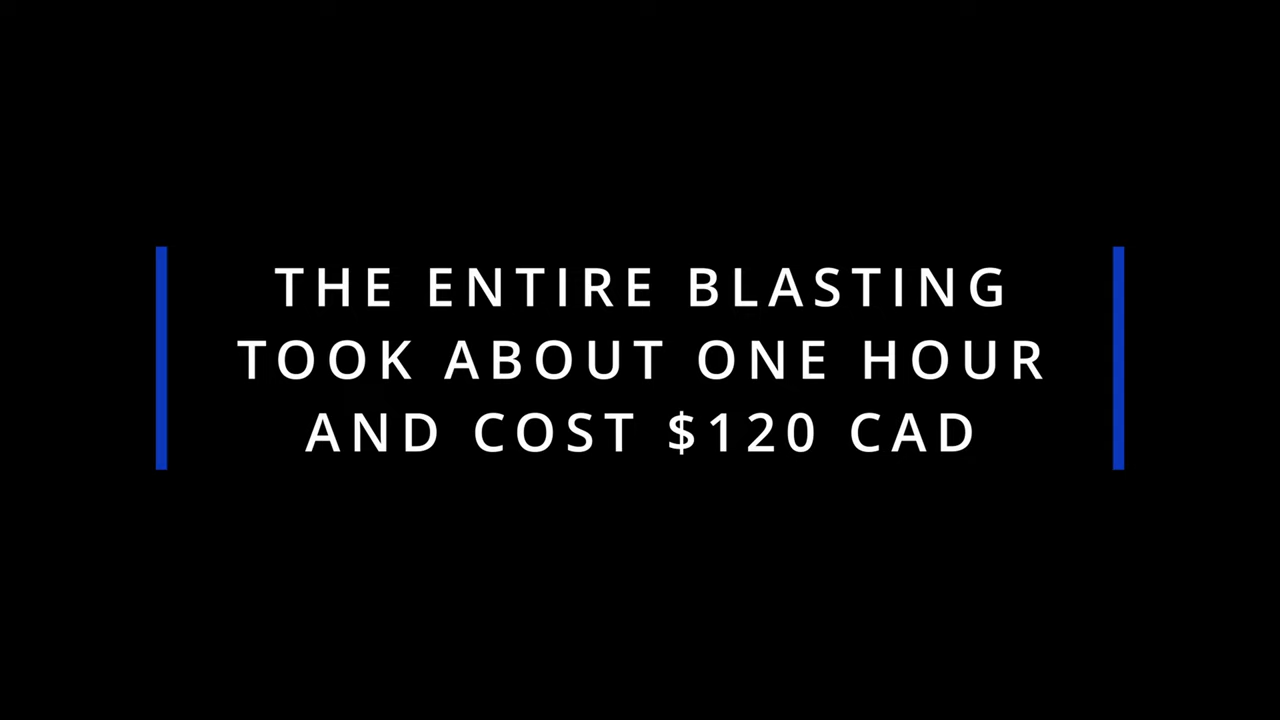 THE ENTIRE BLASTING
TOOK ABOUT ONE HOUR
AND COST $120 CAD